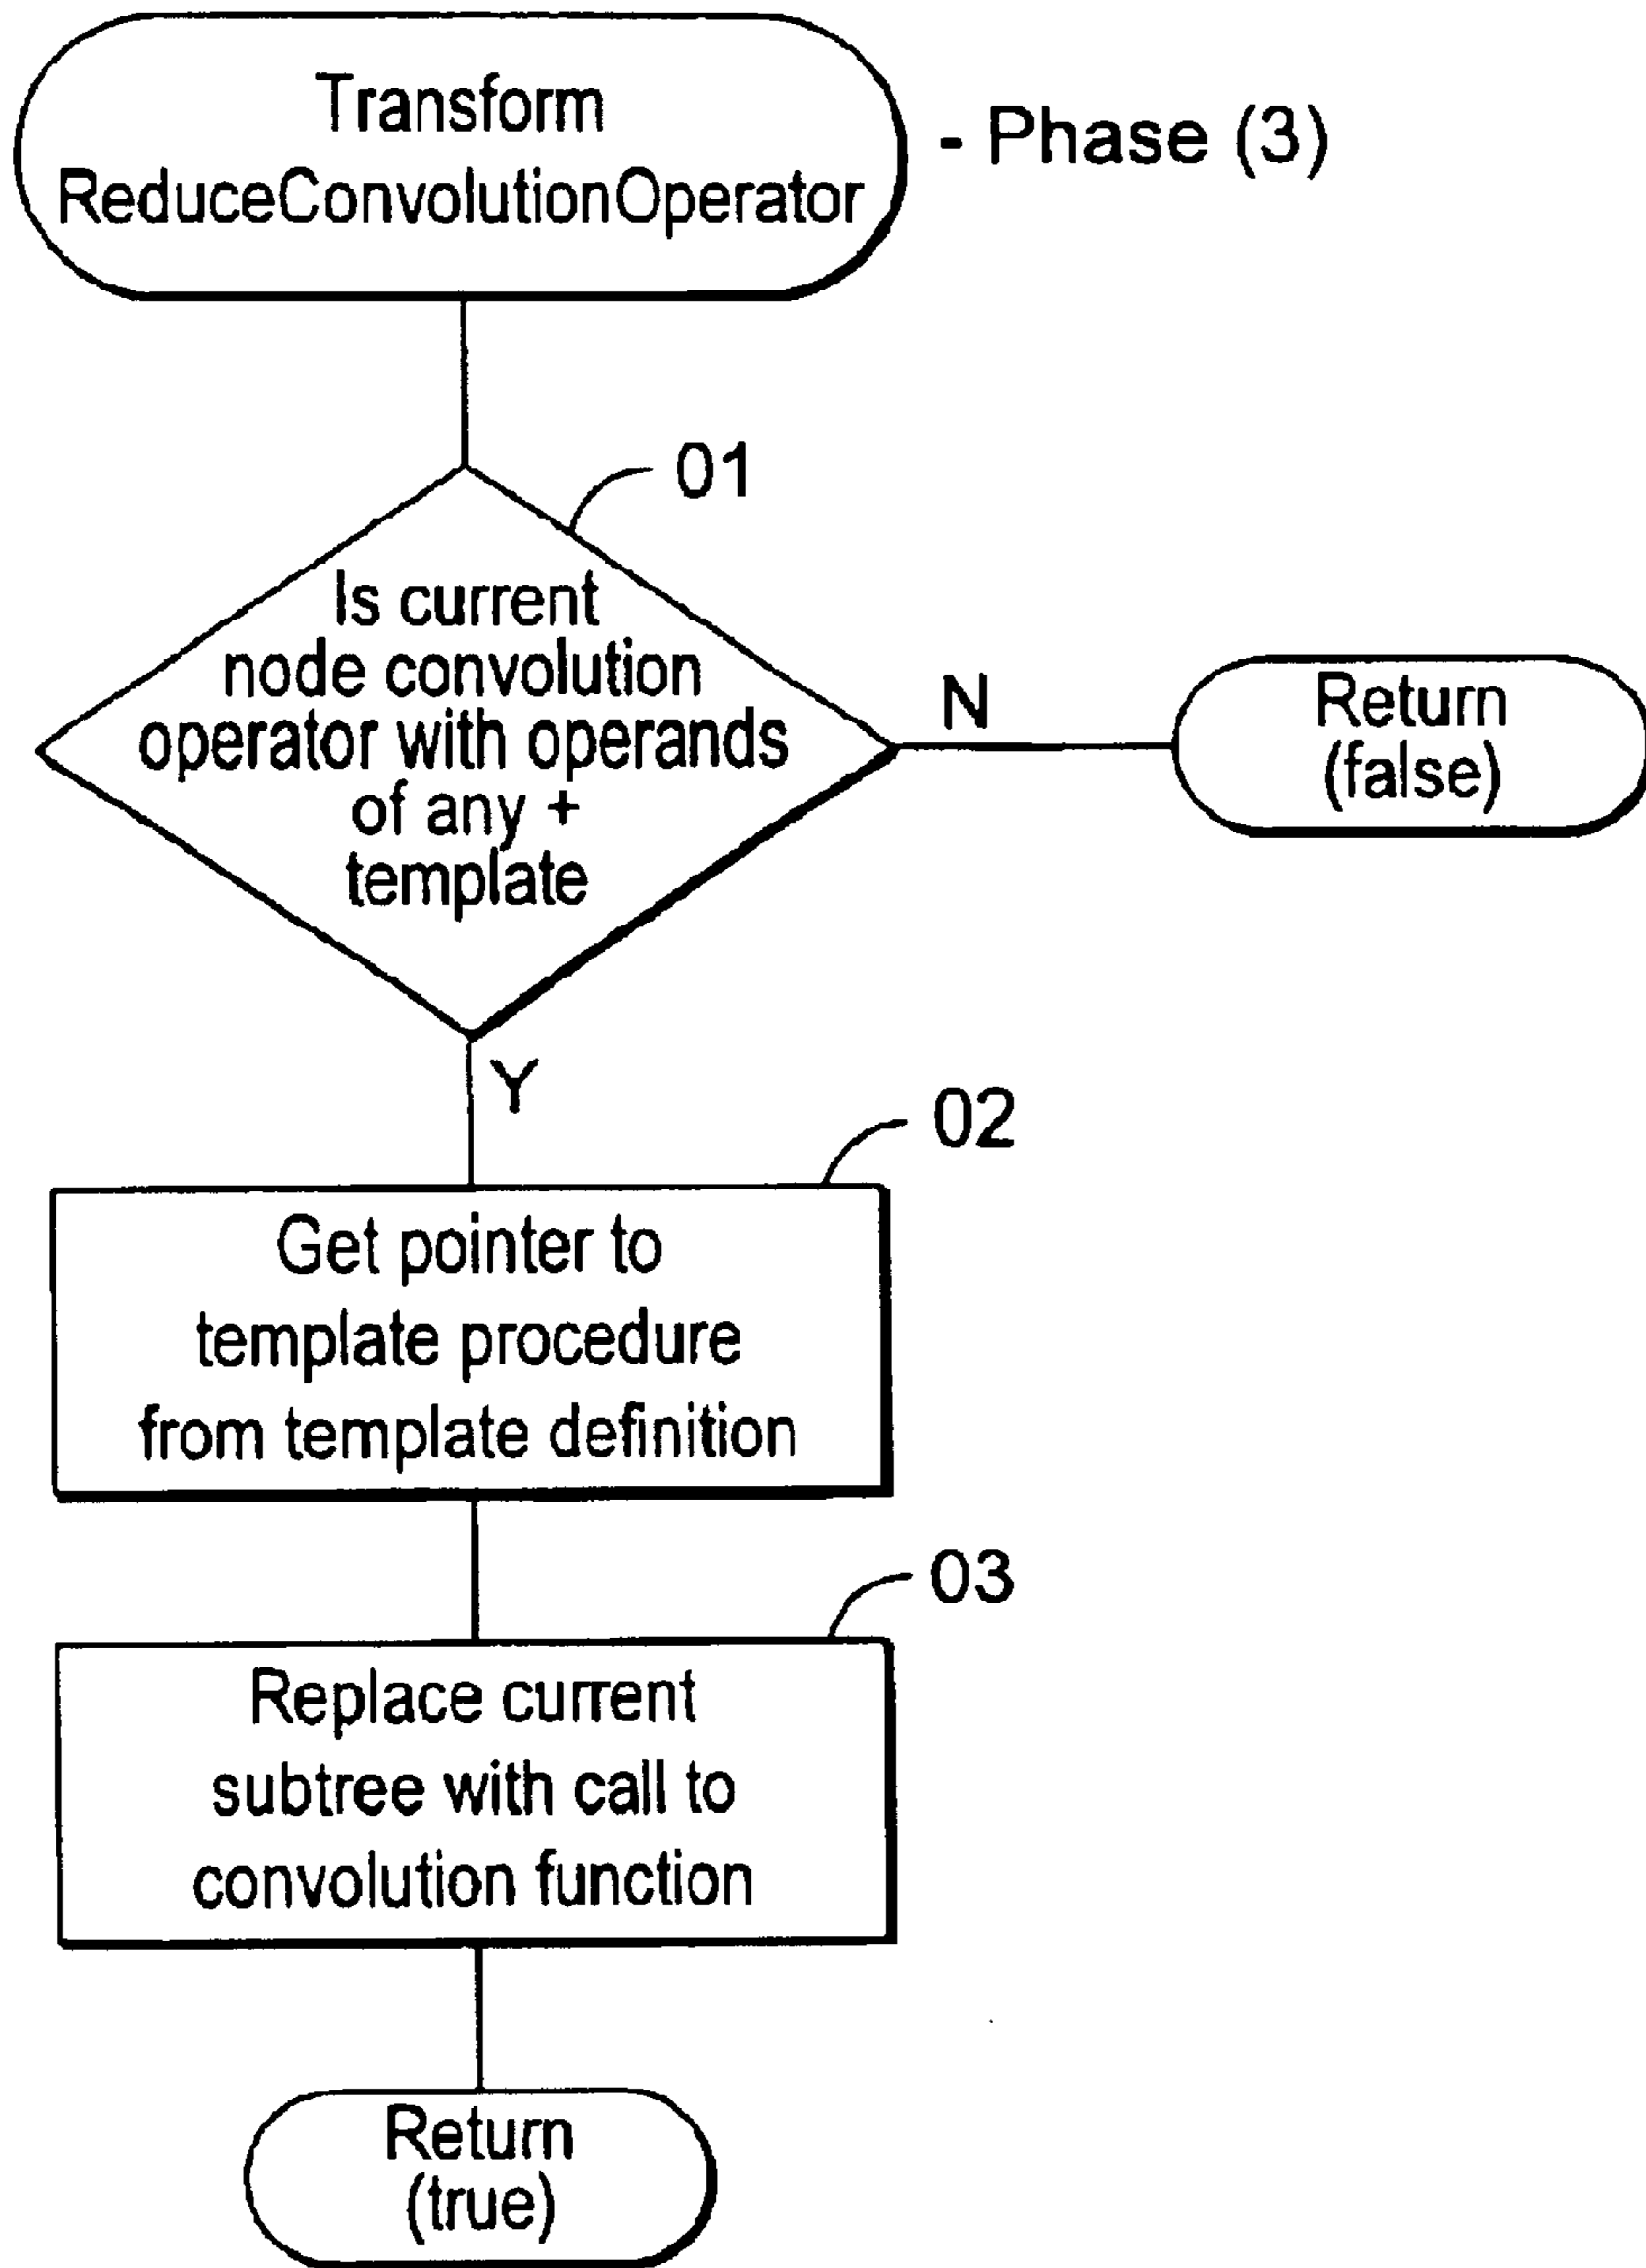 Transform
ReduceConvolutionOperator
- Phase (3)
01
Is current
node convolution
operator with operands
of any +
template
N
Return
(false)
Y
02
Get pointer to
template procedure
from template definition
03
Replace current
subtree with call to
convolution function
Return
(true)